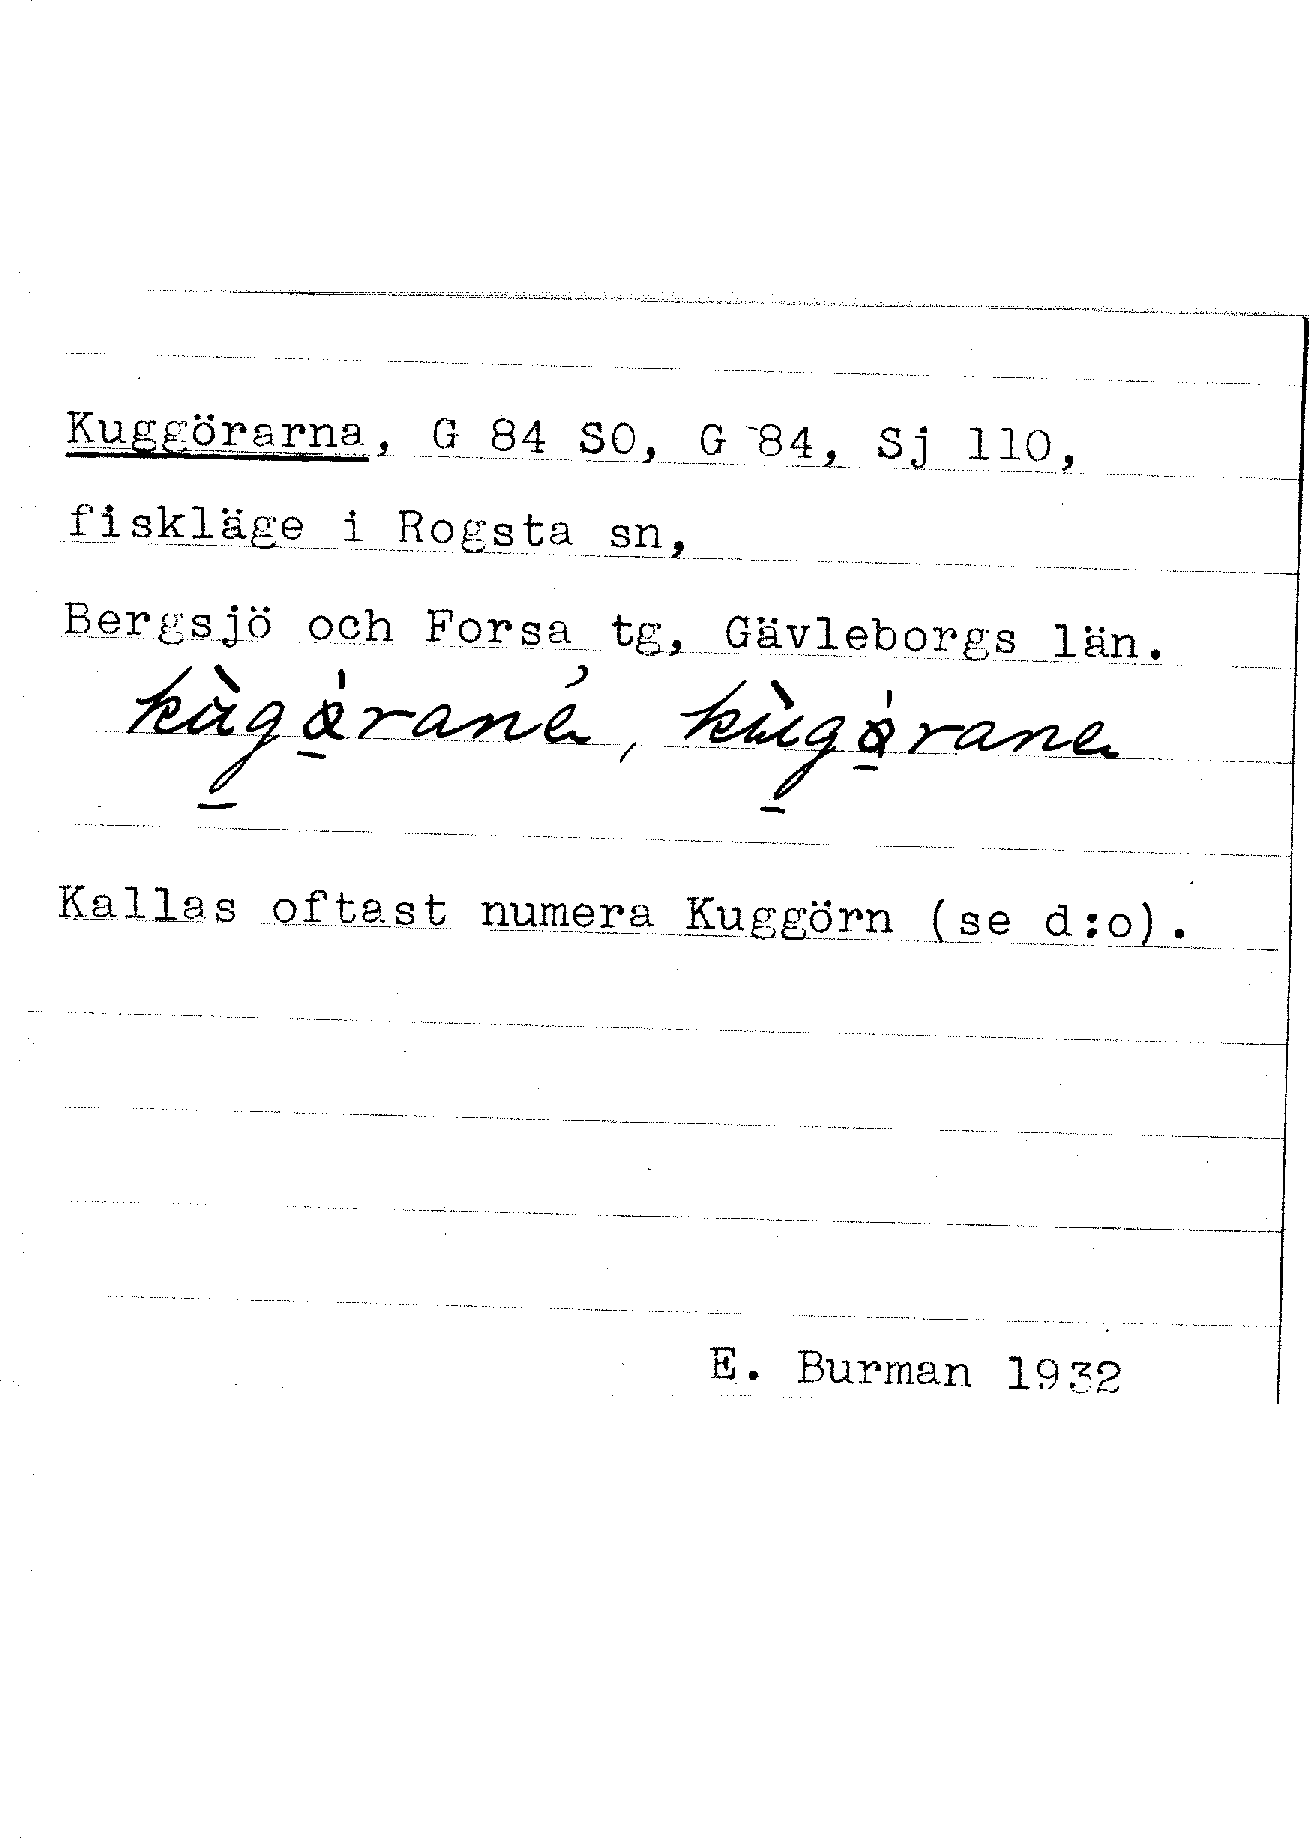 Kuggörarna, G 84 SO, G 84, Sj 110,
fiskläge i Rogsta sn,
Bergsjö och Forsa tg, Gävleborgs län.
Kallas oftast numera Kuggörn (se d:o).
E. Burman 1932